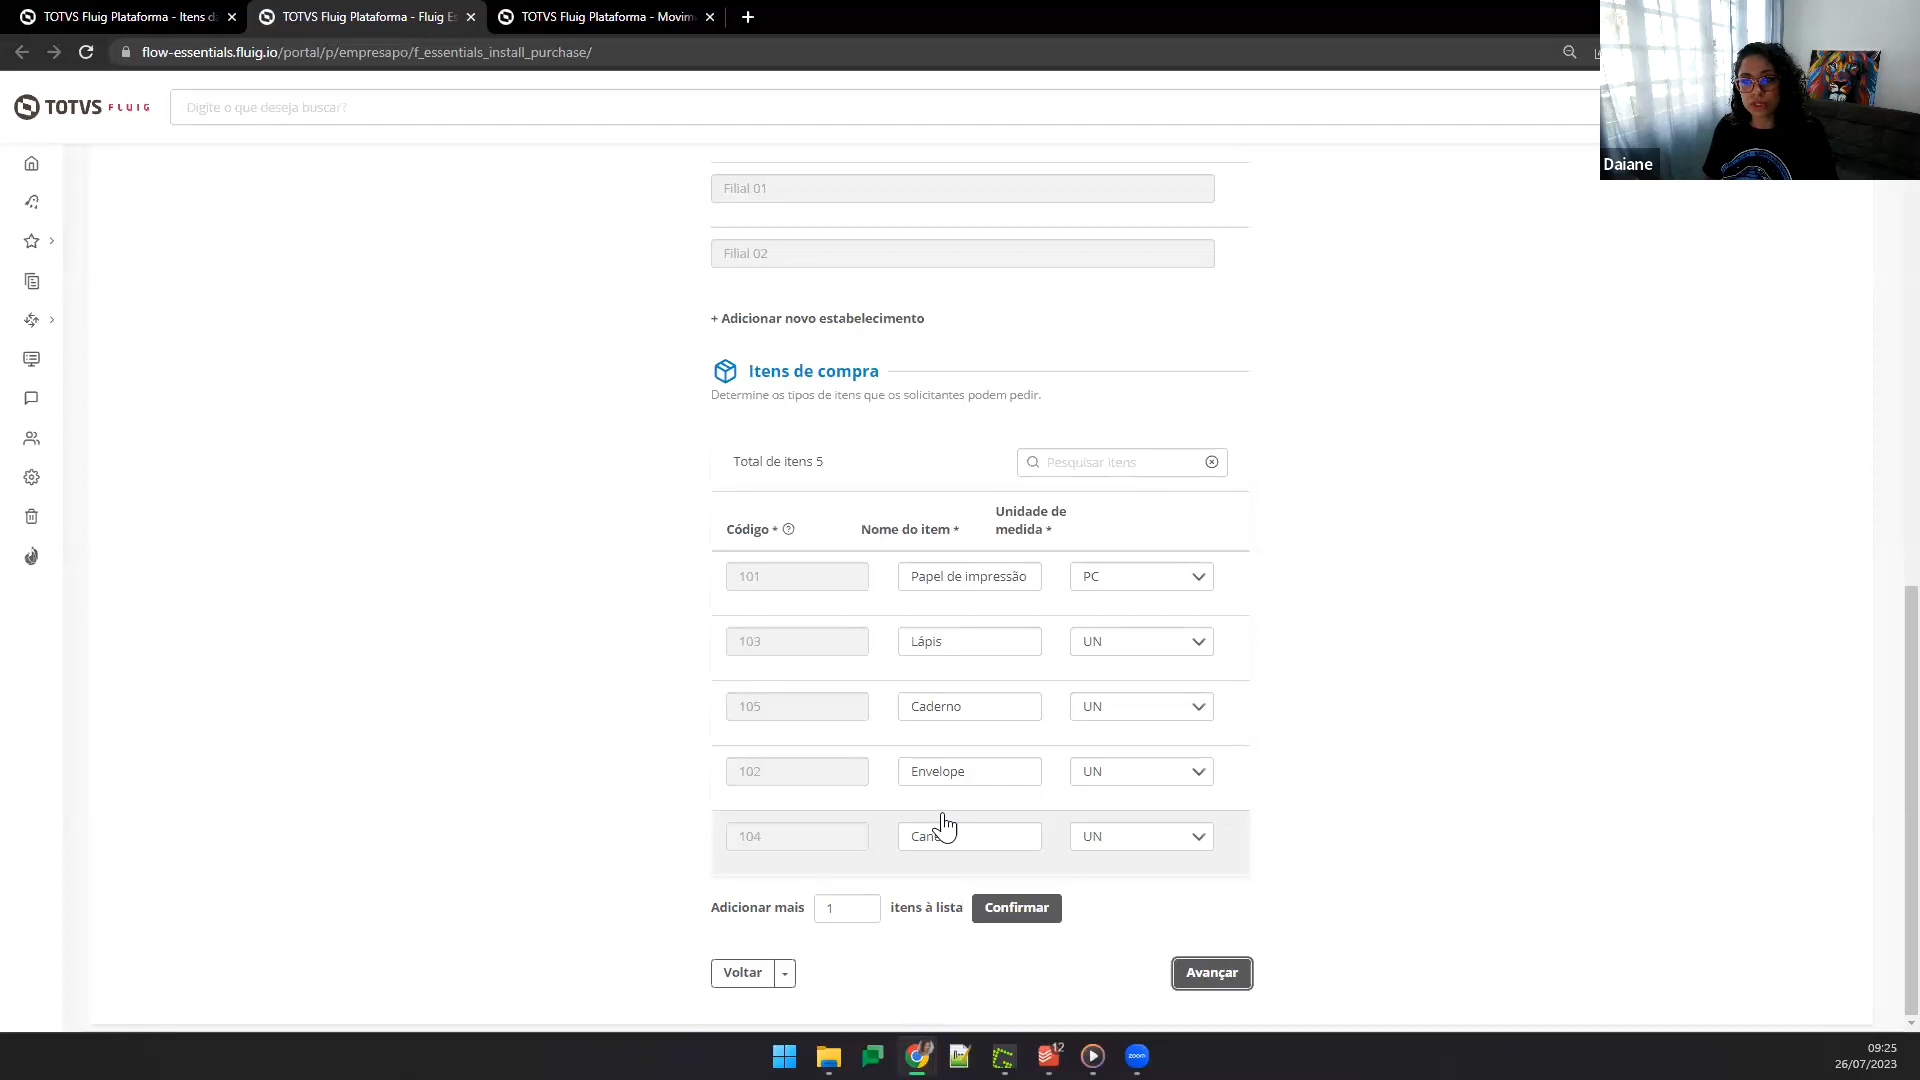 TOTVS Fluig Plataforma - Itens d
TOTVS Fluig Plataforma - Fluig Es
TOTVS Fluig Plataforma - Movim
flow-essentials.fluig.io/portal/p/empresapo/f_essentials_install_purchase/
TOTVS FLUIG
Digite o que deseja buscar?
Daiane
Filial 01
Filial 02
+ Adicionar novo estabelecimento
Itens de compra
Determine os tipos de itens que os solicitantes podem pedir.
Total de itens 5
Pesquisar itens
Código *
Nome do item *
Unidade de
medida *
101
Papel de impressão
PC
103
Lápis
UN
105
Caderno
UN
102
Envelope
UN
104
UN
Adicionar mais
1
itens à lista
Confirmar
Voltar
Avançar
12
zoom
09:25
26/07/2023